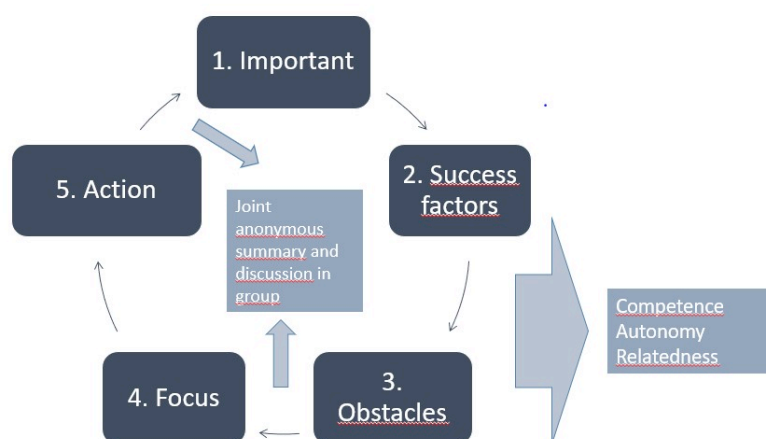 1. Important
2. Success
factors
3.
Obstacles
4. Focus
5. Action
Joint
anonymous
summary and
discussion in
group
Competence
Autonomy
Relatedness